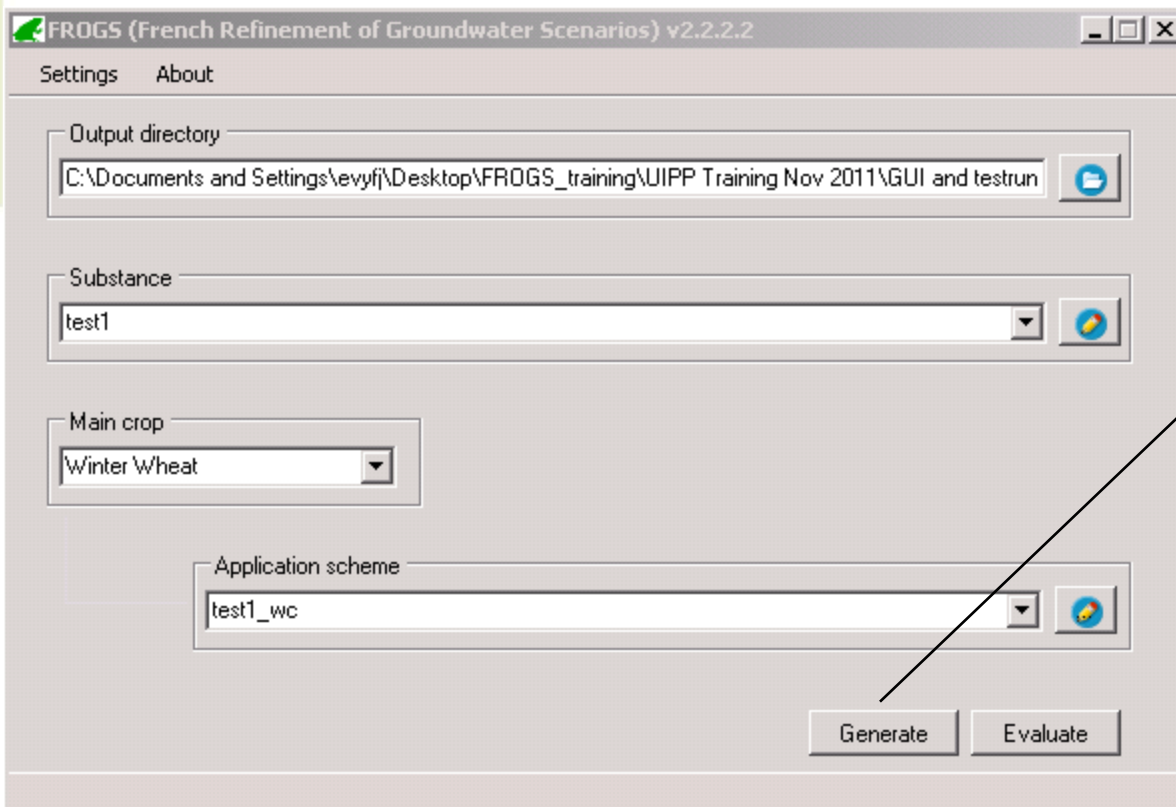 FROGS (French Refinement of Groundwater Scenarios) v2.2.2.2
Settings About
Output directory
C:\Documents and Settings\evyfj\Desktop\FROGS_training\UIPP Training Nov 2011\GUI and testrun
Substance
test1
Main crop
Winter Wheat
Application scheme
test1_wc
Generate Evaluate